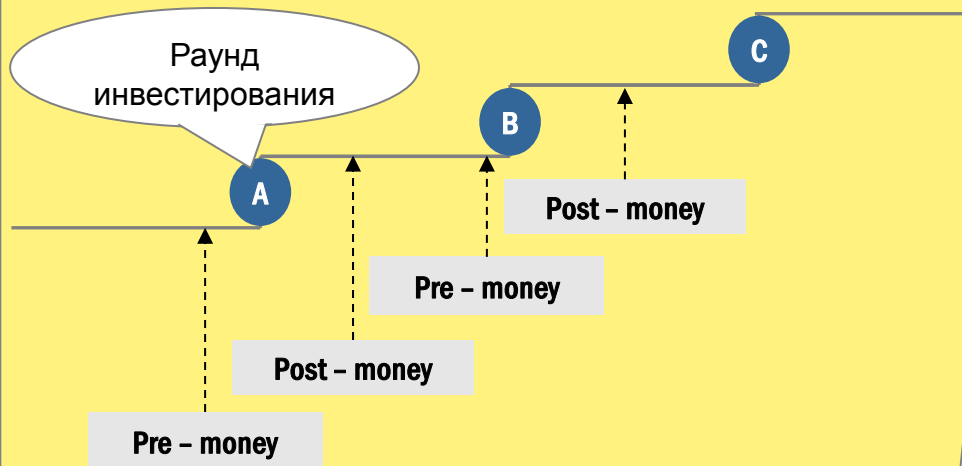 Раунд
инвестирования
C
B
A
Post – money
Pre – money
Post – money
Pre – money